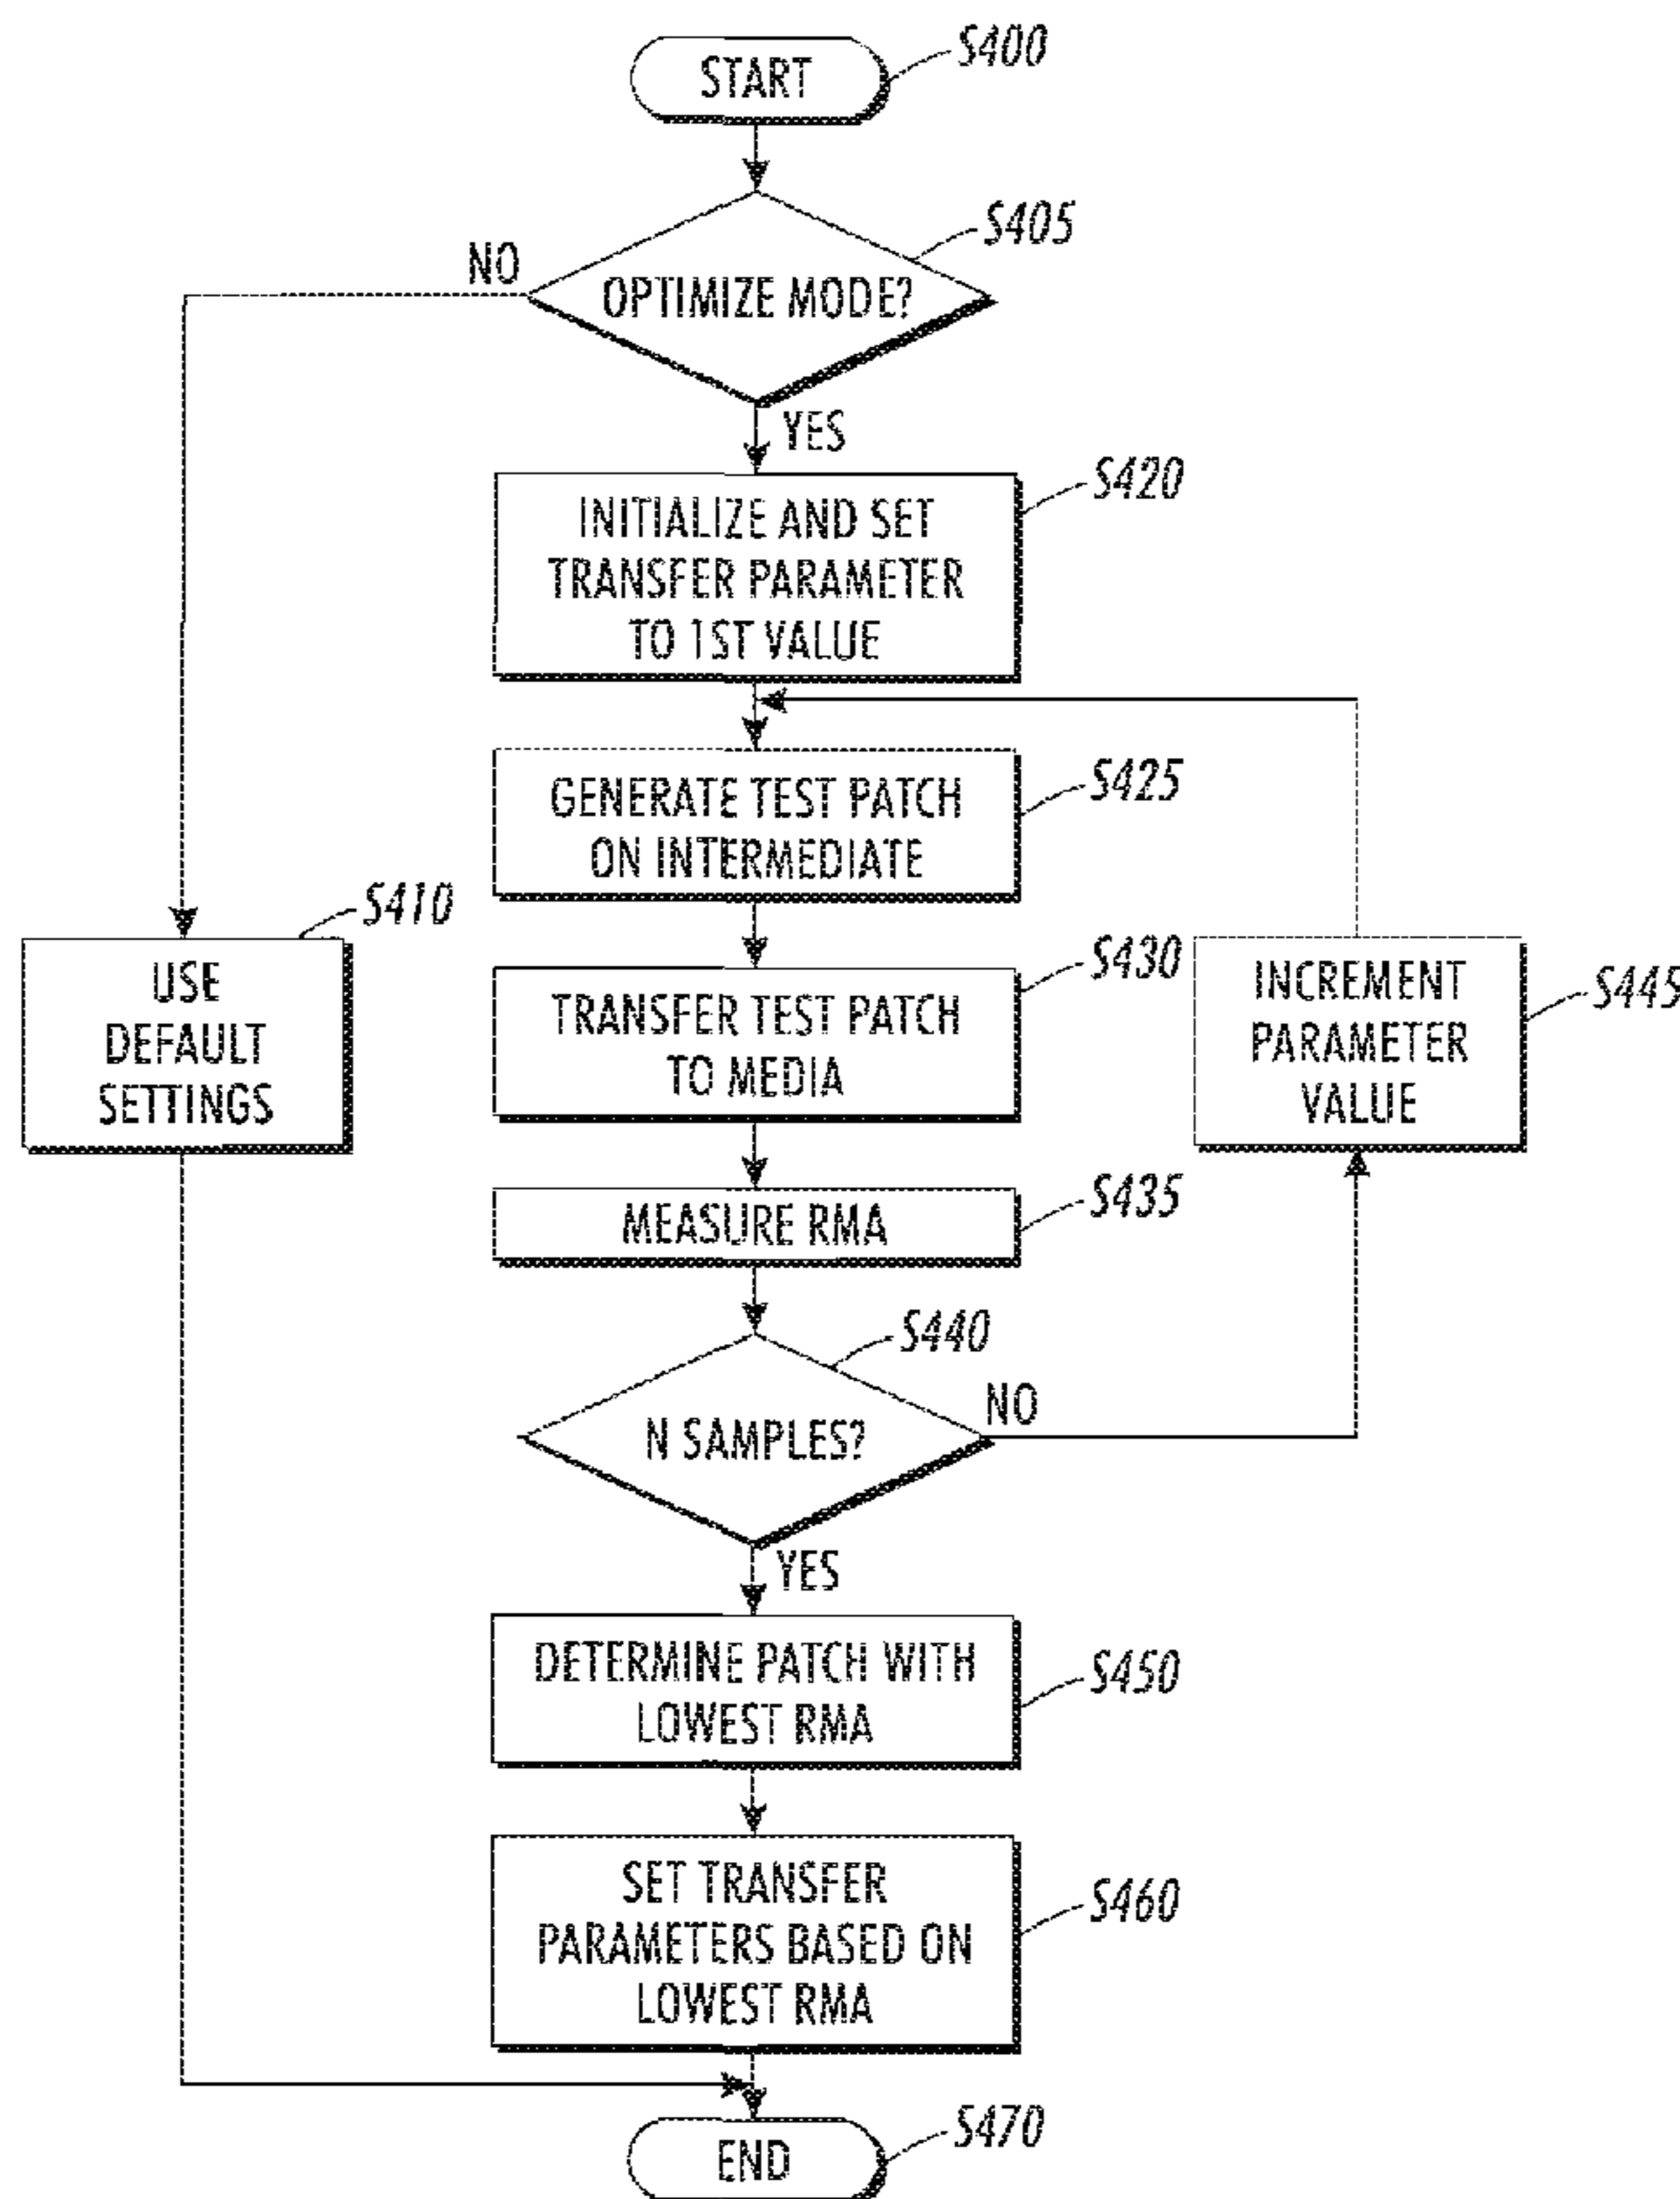 START
S400
S405
NO
OPTIMIZE MODE?
YES
S420
INITIALIZE AND SET
TRANSFER PARAMETER
TO 1ST VALUE
S425
GENERATE TEST PATCH
ON INTERMEDIATE
S410
USE
DEFAULT
SETTINGS
S430
TRANSFER TEST PATCH
TO MEDIA
S445
INCREMENT
PARAMETER
VALUE
S435
MEASURE RMA
S440
N SAMPLES?
NO
YES
S450
DETERMINE PATCH WITH
LOWEST RMA
S460
SET TRANSFER
PARAMETERS BASED ON
LOWEST RMA
S470
END